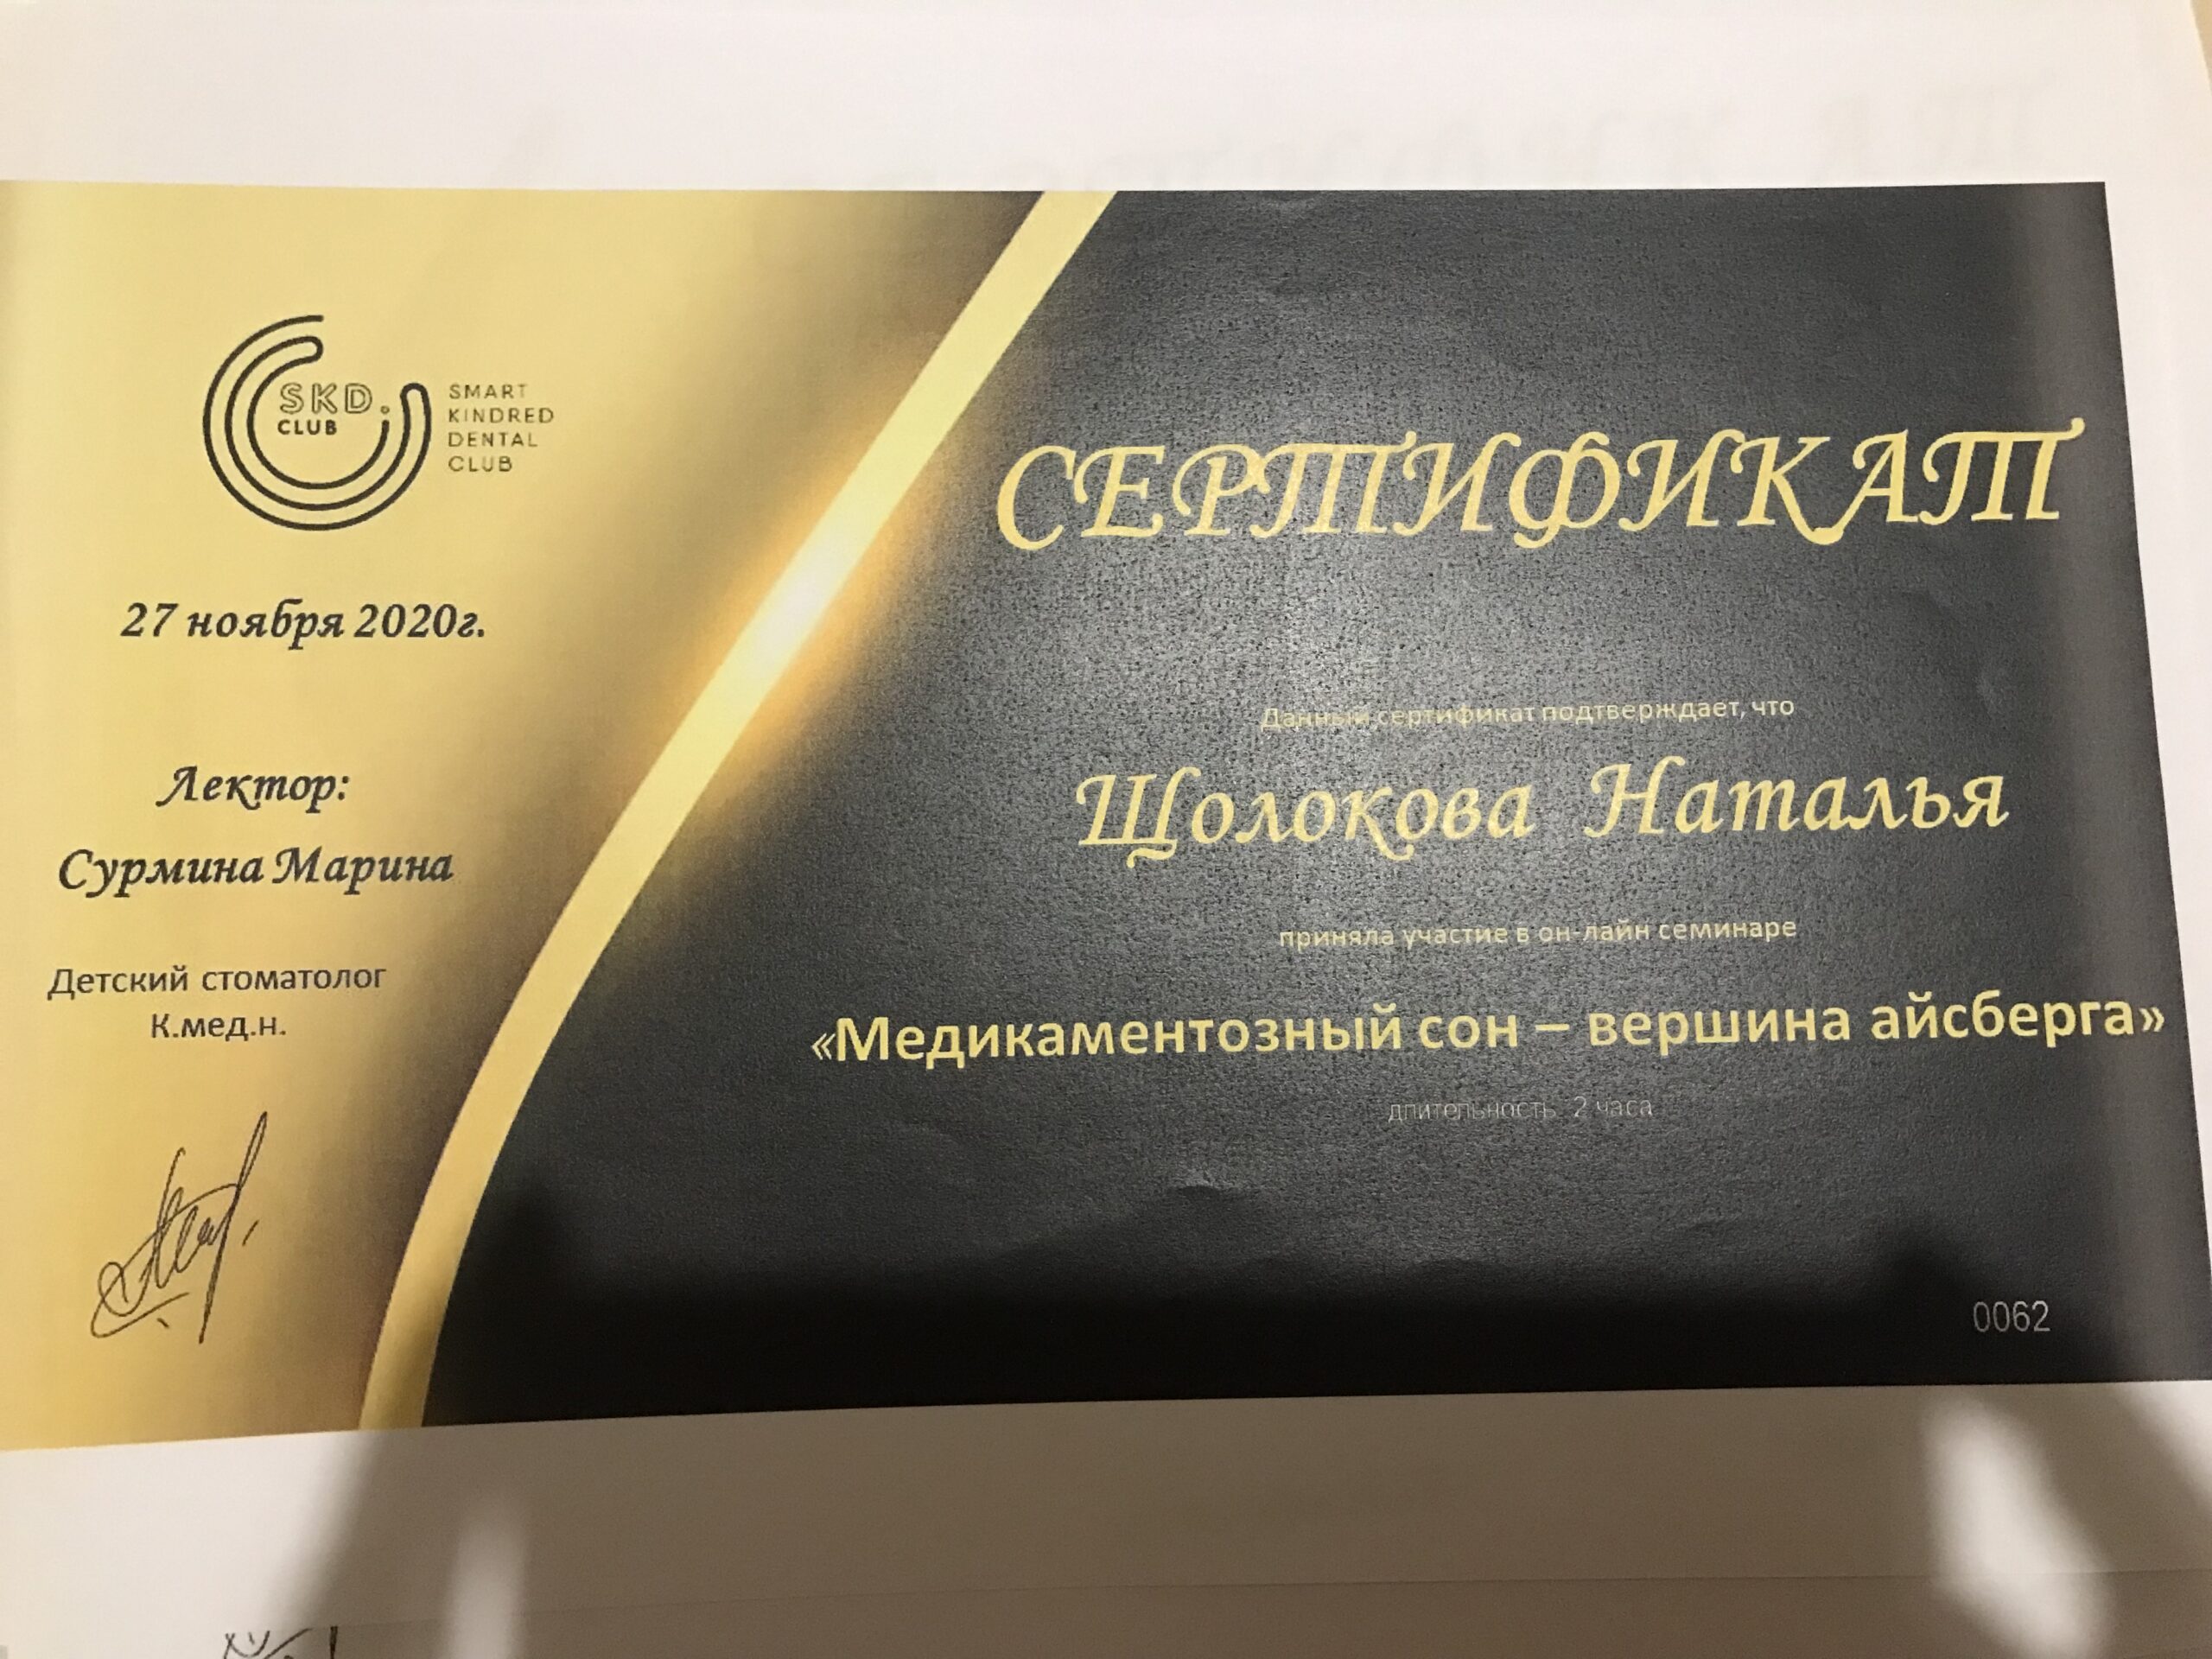 SKD.
CLUB
SMART
KINDRED
DENTAL
CLUB
27 ноября 2020г.
Лектор:
Сурмина Марина
Детский стоматолог
К.мед.н.
СЕРТИФИКАТ
Данный сертификат подтверждает, что
Щолокова Наталья
приняла участие в он-лайн семинаре
«Медикаментозный сон – вершина айсберга»
длительность 2 часа
0062